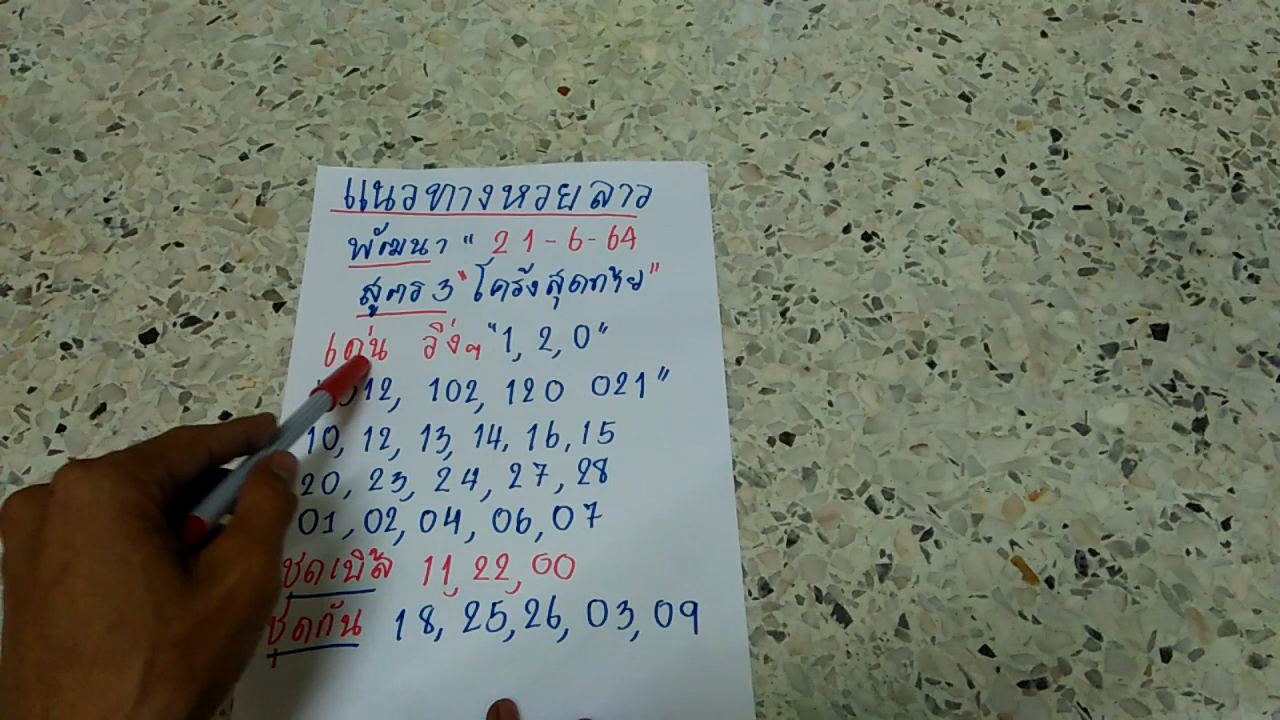 แนวทางหวยลาว
พัฒนา " 21-6-64
สูตร 3 "โค้งสุดท้าย"
เด่น วิ่งๆ "1, 2, 0"
12, 102, 120 021"
10, 12, 13, 14, 16, 15
20, 23, 24, 27, 28
01, 02, 04, 06, 07
ชุดเบิ้ล 11, 22, 00
ชุดกัน 18, 25, 26, 03, 09